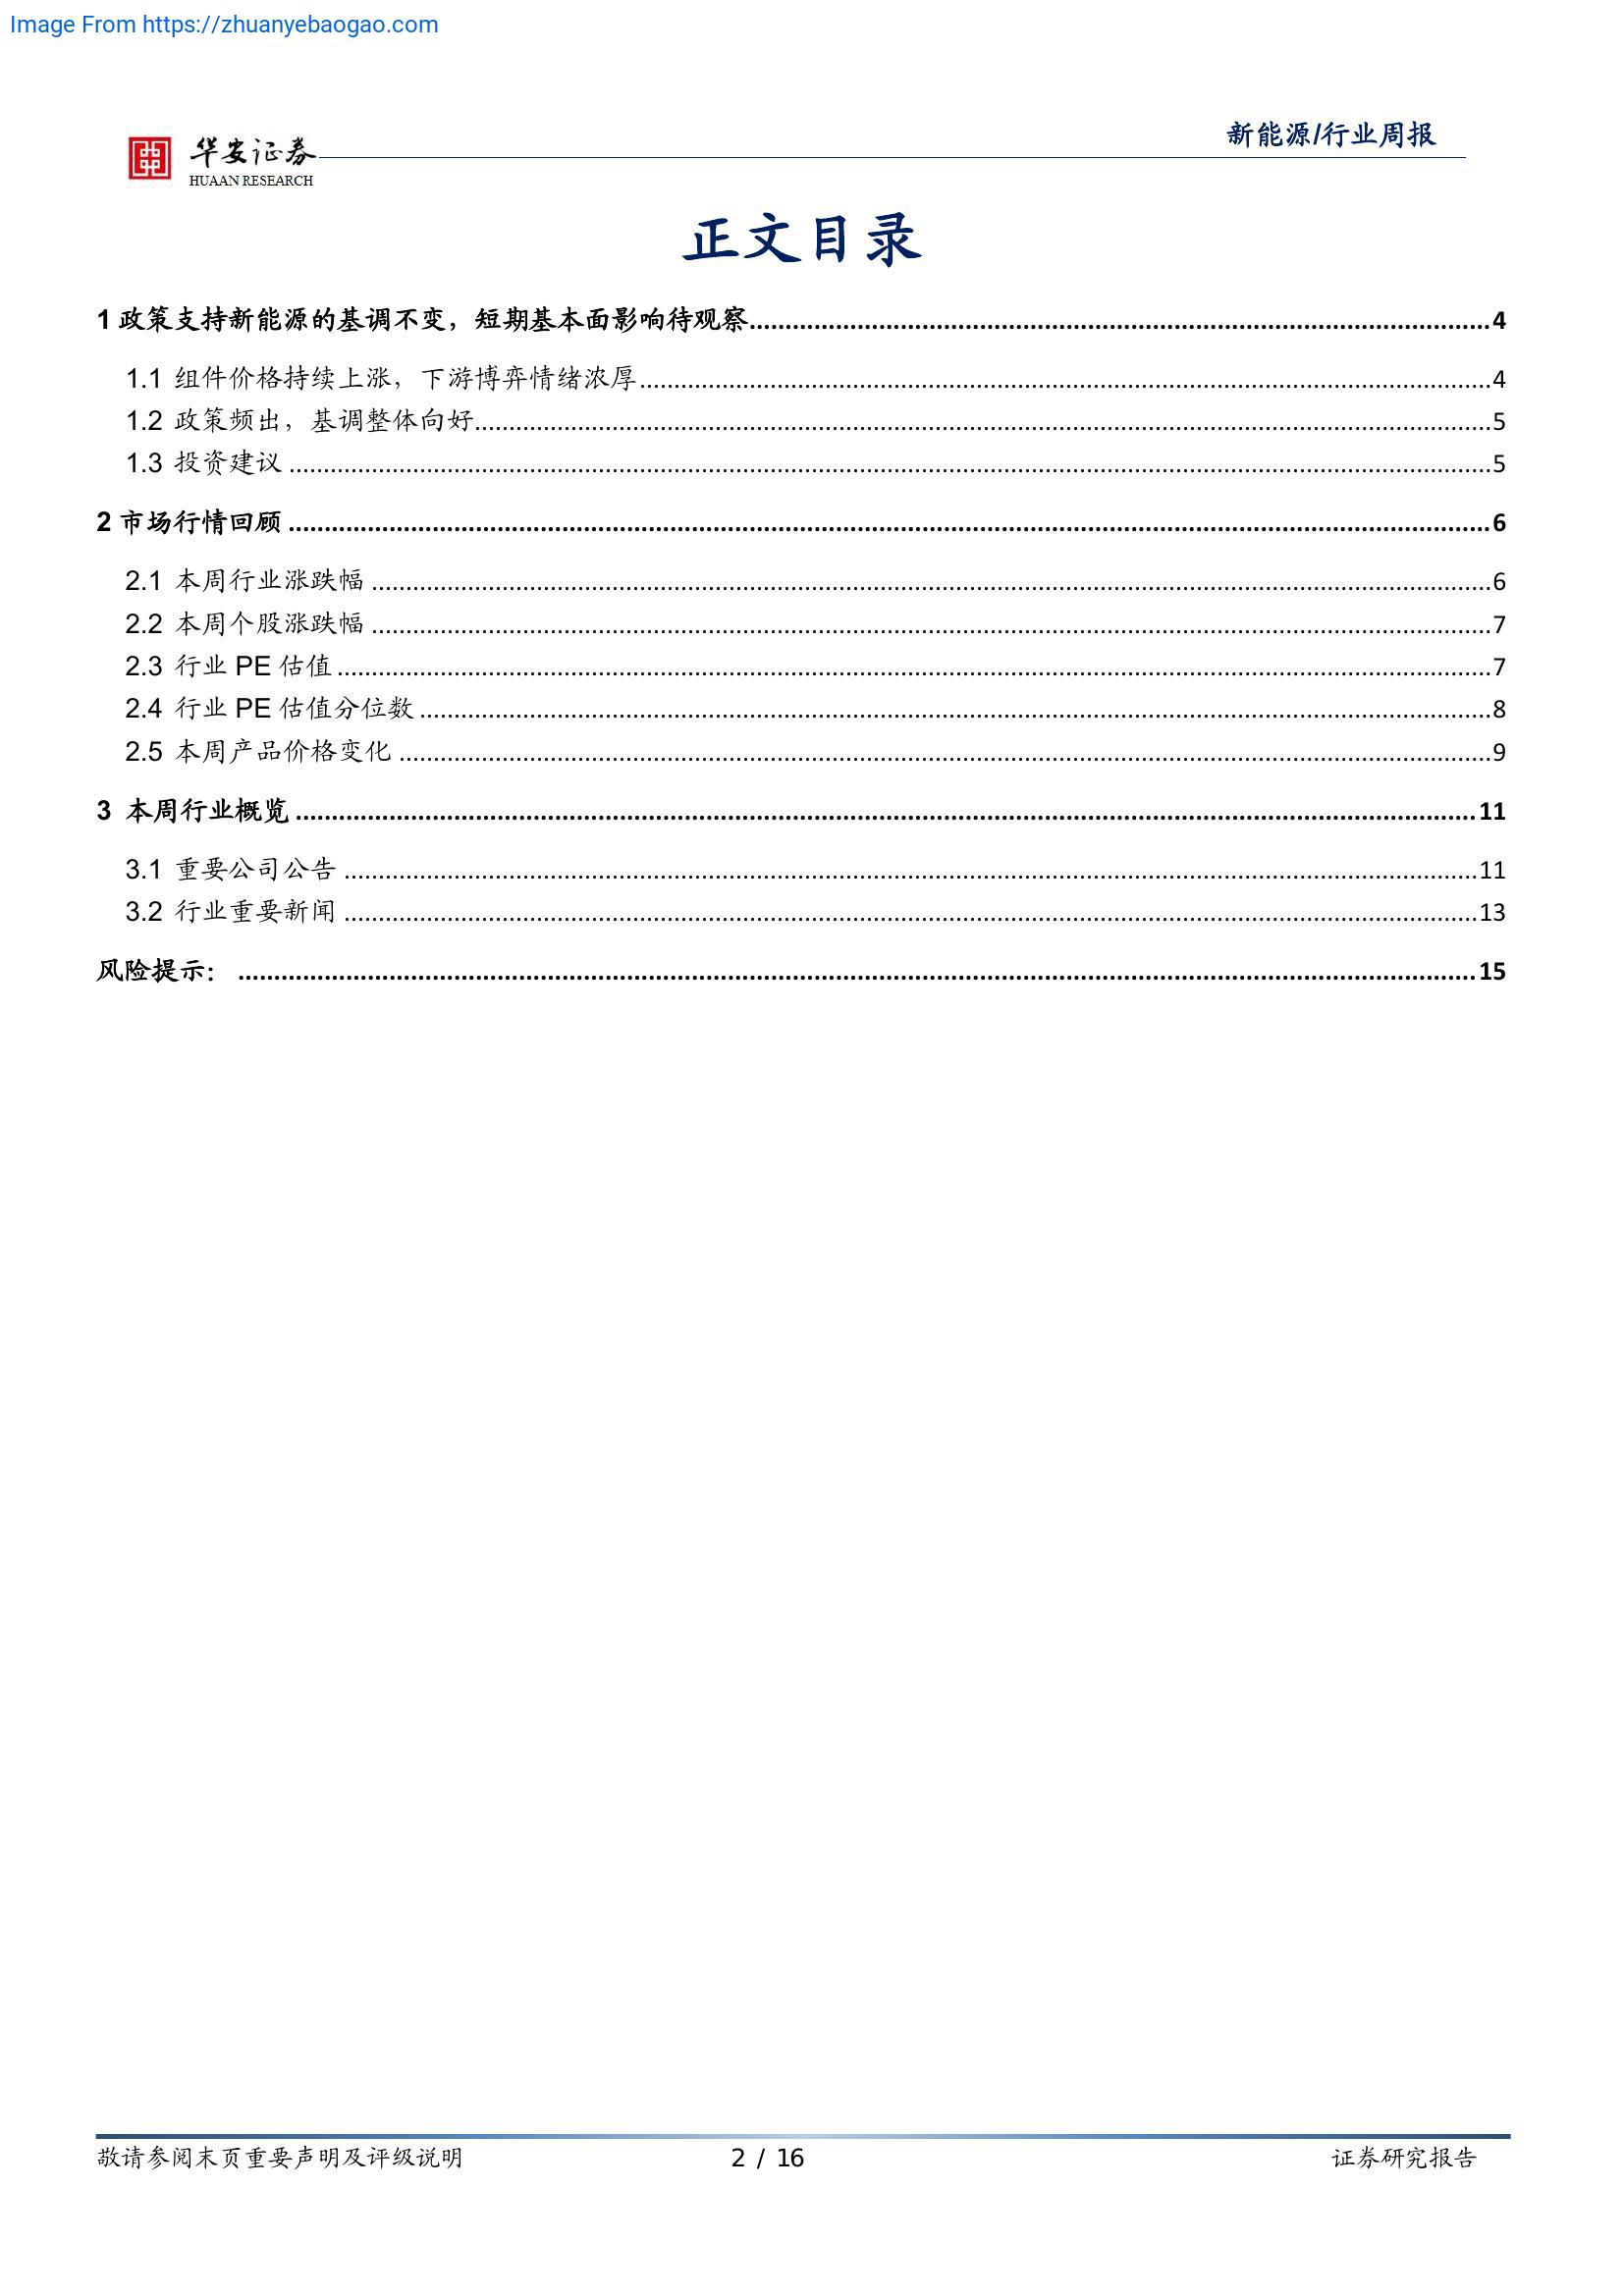 Image From https://zhuanyebaogao.com
新能源/行业周报
华安证券
HUAAN RESEARCH
正文目录
1 政策支持新能源的基调不变，短期基本面影响待观察 4
1.1 组件价格持续上涨，下游博弈情绪浓厚 4
1.2 政策频出，基调整体向好 5
1.3 投资建议 5
2 市场行情回顾 6
2.1 本周行业涨跌幅 6
2.2 本周个股涨跌幅 7
2.3 行业 PE 估值 7
2.4 行业 PE 估值分位数 8
2.5 本周产品价格变化 9
3 本周行业概览 11
3.1 重要公司公告 11
3.2 行业重要新闻 13
风险提示： 15
敬请参阅末页重要声明及评级说明 2 / 16 证券研究报告